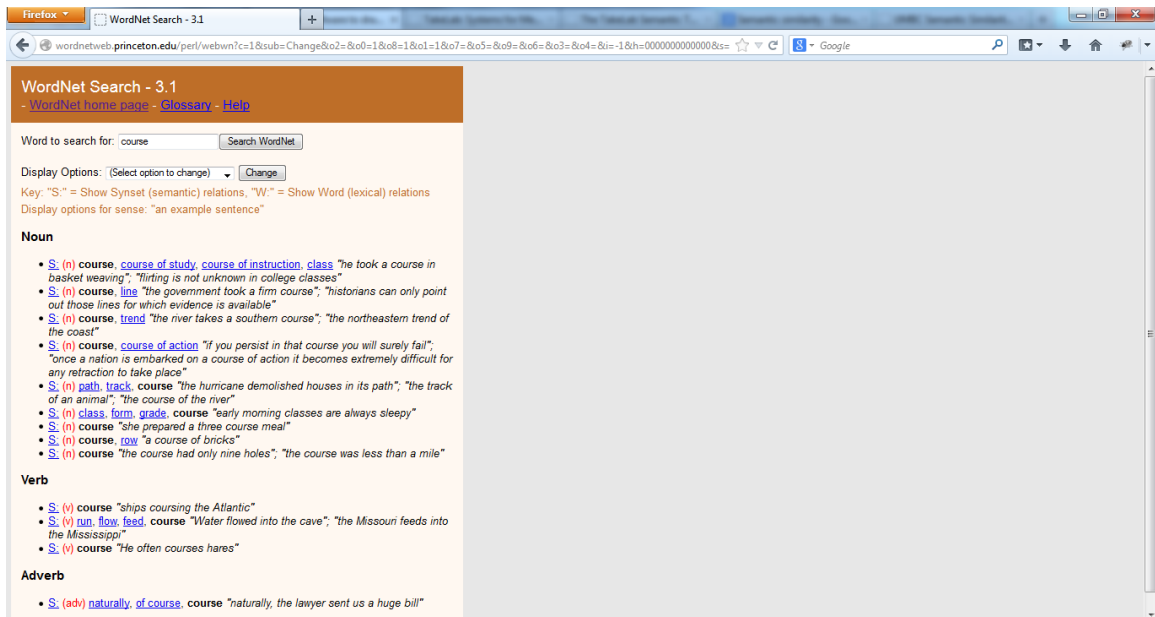 Firefox
WordNet Search - 3.1
+
wordnetweb.princeton.edu/perl/webwn?c=1&sub=Change&o2=&o0=1&o8=1&o1=1&o7=&o5=&o9=&o6=&o3=&o4=&i=-1&h=0000000000000&s=
Google
WordNet Search - 3.1
- WordNet home page - Glossary - Help
Word to search for: course Search WordNet
Display Options: (Select option to change) Change
Key: "S:" = Show Synset (semantic) relations, "W:" = Show Word (lexical) relations
Display options for sense: "an example sentence"
Noun
• S: (n) course, course of study, course of instruction, class "he took a course in
basket weaving"; "flirting is not unknown in college classes"
• S: (n) course, line "the government took a firm course"; "historians can only point
out those lines for which evidence is available"
• S: (n) course, trend "the river takes a southern course"; "the northeastern trend of
the coast"
• S: (n) course, course of action "if you persist in that course you will surely fail";
"once a nation is embarked on a course of action it becomes extremely difficult for
any retraction to take place"
• S: (n) path, track, course "the hurricane demolished houses in its path"; "the track
of an animal"; "the course of the river"
• S: (n) class, form, grade, course "early morning classes are always sleepy"
• S: (n) course "she prepared a three course meal"
• S: (n) course, row "a course of bricks"
• S: (n) course "the course had only nine holes"; "the course was less than a mile"
Verb
• S: (v) course "ships coursing the Atlantic"
• S: (v) run, flow, feed, course "Water flowed into the cave"; "the Missouri feeds into
the Mississippi"
• S: (v) course "He often courses hares"
Adverb
• S: (adv) naturally, of course, course "naturally, the lawyer sent us a huge bill"